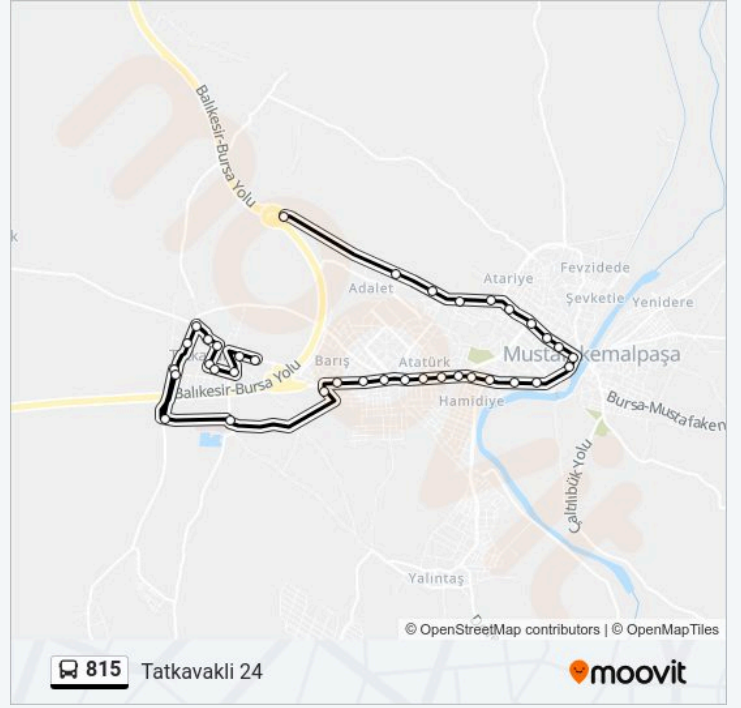 Balıkesir-Bursa Yolu
k
Fevzidede
Atariye
Adalet
Şevketie
Yenidere
Barış
Atatürk
Mustafakemalpaşa
Balıkesir-Bursa Yolu
Hamidiye
Bursa-Mustafaken
Çaltılıbük Yolu
Yalıntaş
© OpenStreetMap contributors | © OpenMapTiles
815 Tatkavakli 24
moovit